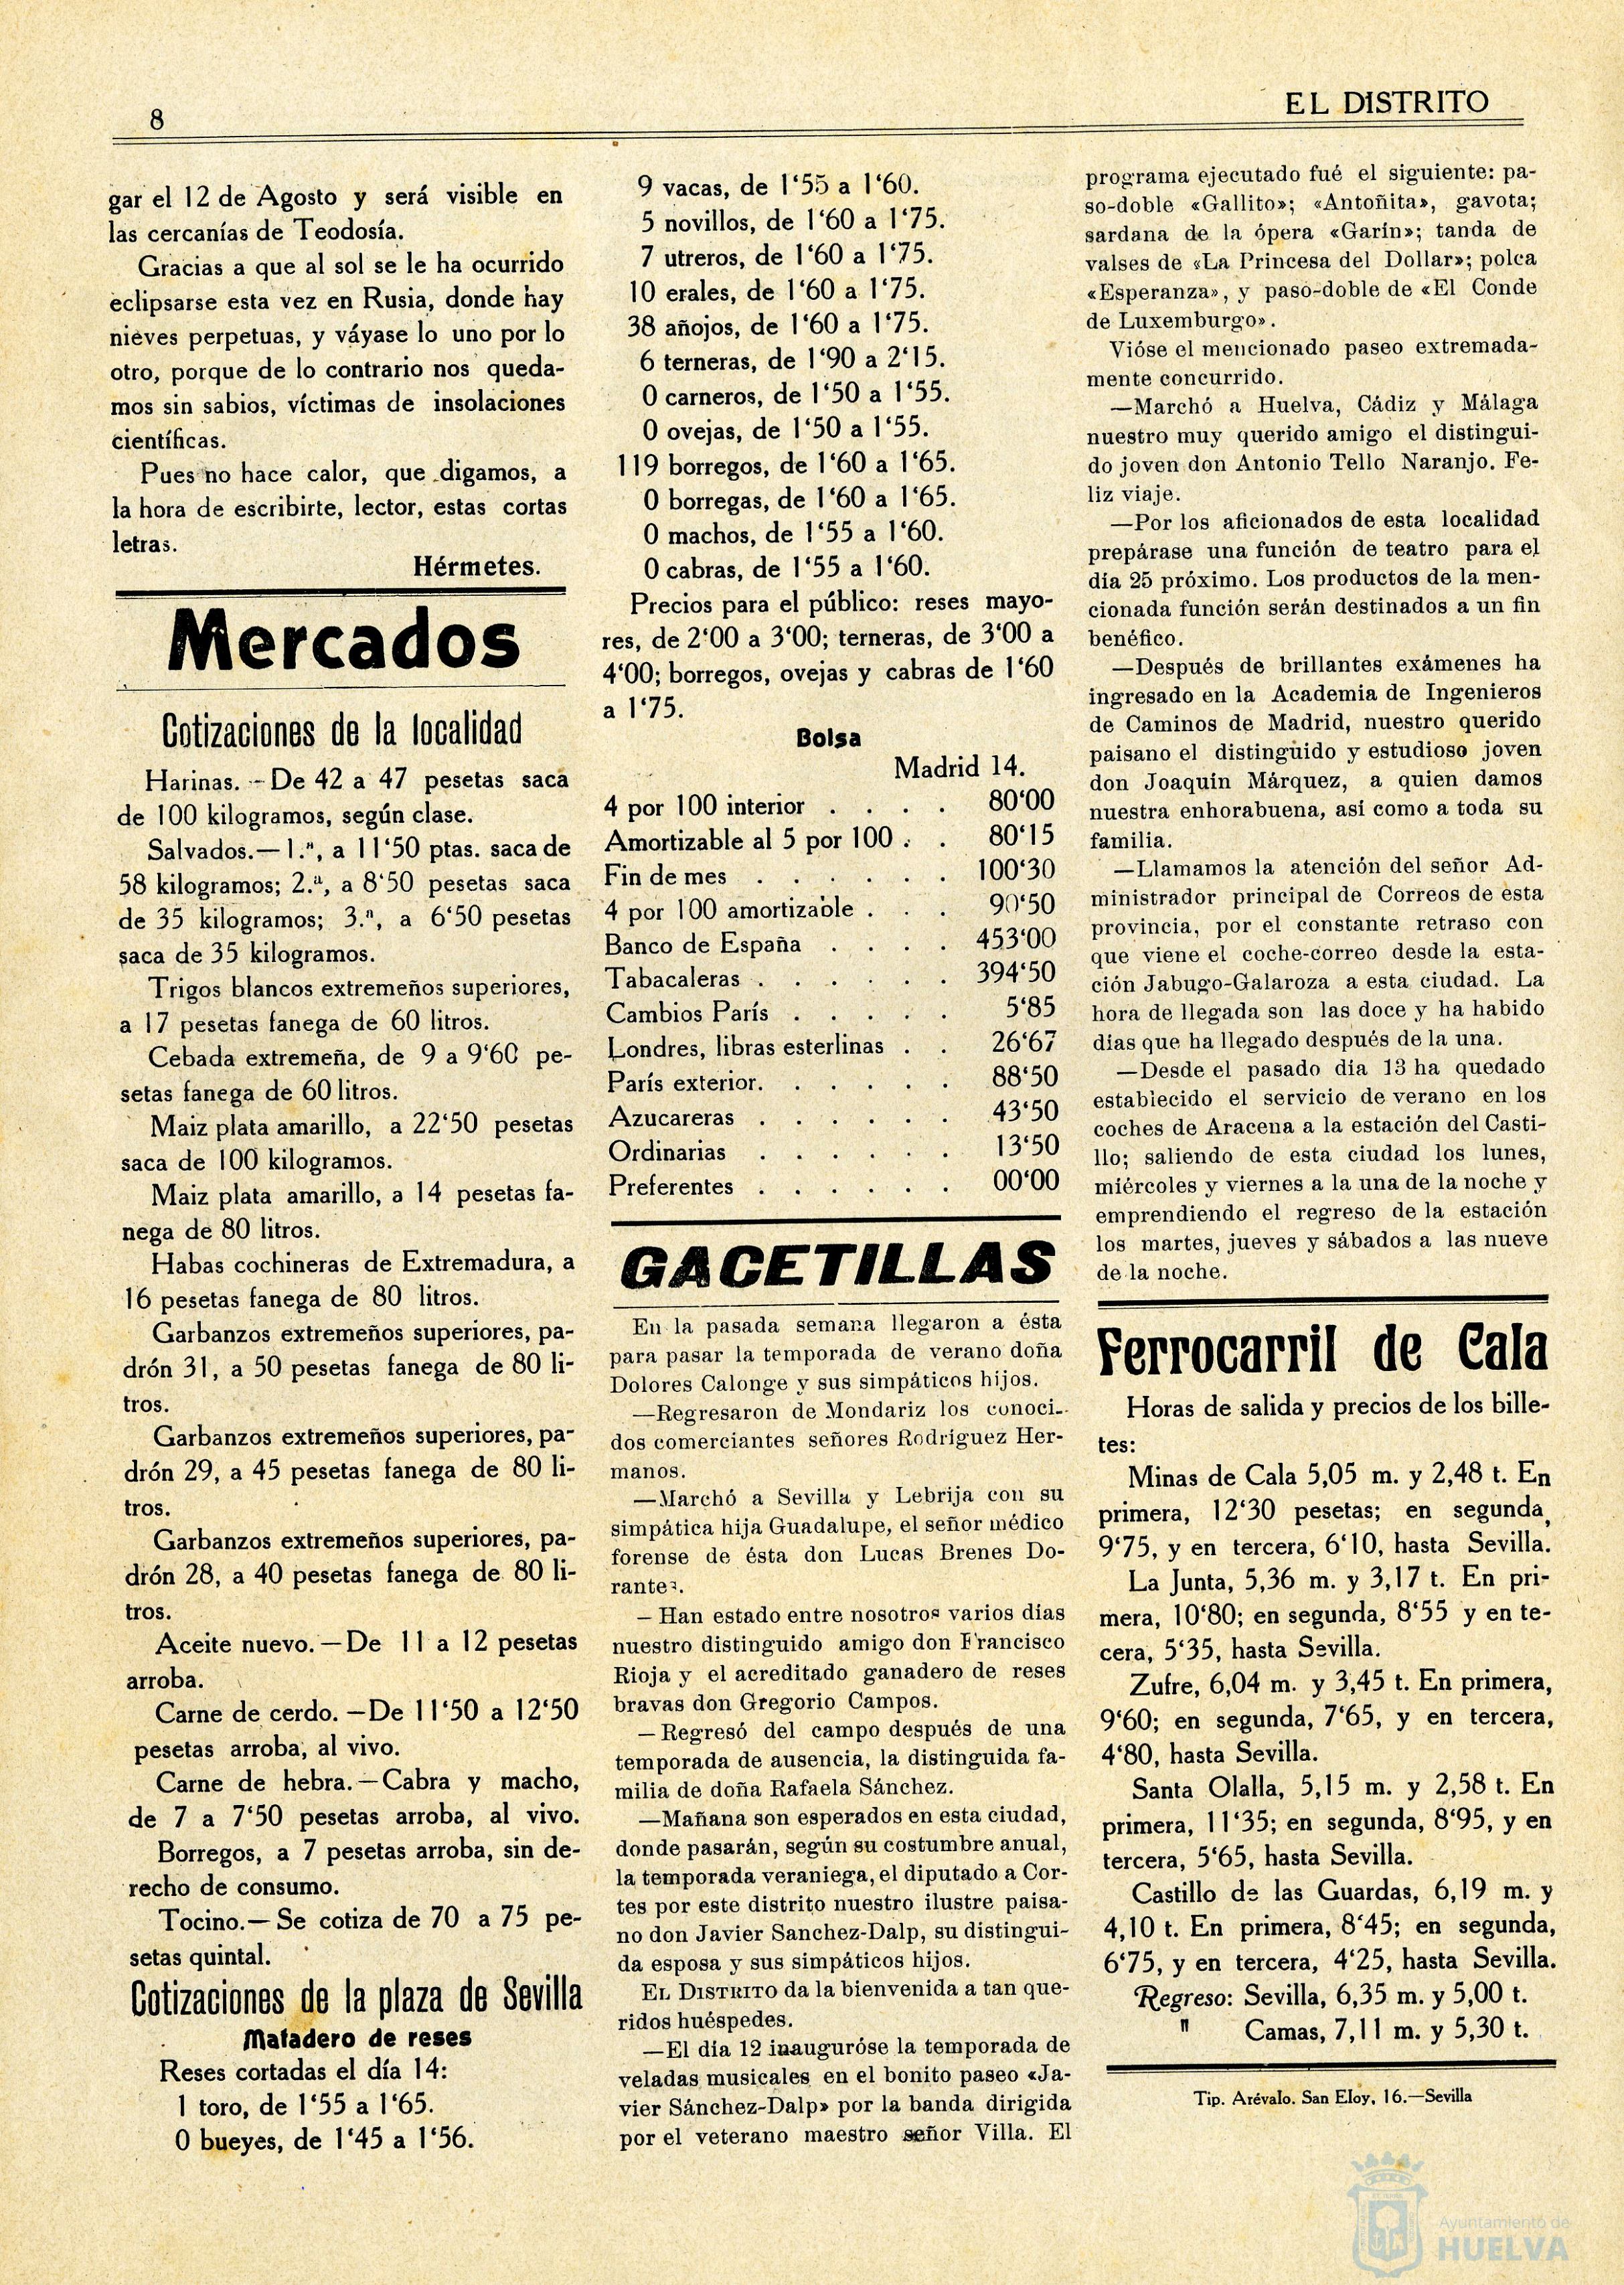 8
EL DISTRITO
gar el 12 de Agosto y será visible en
las cercanías de Teodosía.
Gracias a que al sol se le ha ocurrido
eclipsarse esta vez en Rusia, donde hay
nieves perpetuas, y váyase lo uno por lo
otro, porque de lo contrario nos queda-
mos sin sabios, víctimas de insolaciones
científicas.
Pues no hace calor, que digamos, a
la hora de escribirte, lector, estas cortas
letras.
Hérmetes.
Mercados
Cotizaciones de la localidad
Harinas.—De 42 a 47 pesetas saca
de 100 kilogramos, según clase.
Salvados.—1.ª, a 11‘50 ptas. saca de
58 kilogramos; 2.ª, a 8‘50 pesetas saca
de 35 kilogramos; 3.ª, a 6‘50 pesetas
saca de 35 kilogramos.
Trigos blancos extremeños superiores,
a 17 pesetas fanega de 60 litros.
Cebada extremeña, de 9 a 9‘60 pe-
setas fanega de 60 litros.
Maiz plata amarillo, a 22‘50 pesetas
saca de 100 kilogramos.
Maiz plata amarillo, a 14 pesetas fa-
nega de 80 litros.
Habas cochineras de Extremadura, a
16 pesetas fanega de 80 litros.
Garbanzos extremeños superiores, pa-
drón 31, a 50 pesetas fanega de 80 li-
tros.
Garbanzos extremeños superiores, pa-
drón 29, a 45 pesetas fanega de 80 li-
tros.
Garbanzos extremeños superiores, pa-
drón 28, a 40 pesetas fanega de 80 li-
tros.
Aceite nuevo.—De 11 a 12 pesetas
arroba.
Carne de cerdo.—De 11‘50 a 12‘50
pesetas arroba, al vivo.
Carne de hebra.—Cabra y macho,
de 7 a 7‘50 pesetas arroba, al vivo.
Borregos, a 7 pesetas arroba, sin de-
recho de consumo.
Tocino.—Se cotiza de 70 a 75 pe-
setas quintal.
Cotizaciones de la plaza de Sevilla
Matadero de reses
Reses cortadas el día 14:
1 toro, de 1‘55 a 1‘65.
0 bueyes, de 1‘45 a 1‘56.
9 vacas, de 1‘55 a 1‘60.
5 novillos, de 1‘60 a 1‘75.
7 utreros, de 1‘60 a 1‘75.
10 erales, de 1‘60 a 1‘75.
38 añojos, de 1‘60 a 1‘75.
6 terneras, de 1‘90 a 2‘15.
0 carneros, de 1‘50 a 1‘55.
0 ovejas, de 1‘50 a 1‘55.
119 borregos, de 1‘60 a 1‘65.
0 borregas, de 1‘60 a 1‘65.
0 machos, de 1‘55 a 1‘60.
0 cabras, de 1‘55 a 1‘60.
Precios para el público: reses mayo-
res, de 2‘00 a 3‘00; terneras, de 3‘00 a
4‘00; borregos, ovejas y cabras de 1‘60
a 1‘75.
Bolsa
Madrid 14.
4 por 100 interior . . . . 80‘00
Amortizable al 5 por 100 . . 80‘15
Fin de mes . . . . . . 100‘30
4 por 100 amortizable . . . 90‘50
Banco de España . . . . 453‘00
Tabacaleras . . . . . . 394‘50
Cambios París . . . . . 5‘85
Londres, libras esterlinas . . 26‘67
París exterior. . . . . . 88‘50
Azucareras . . . . . . 43‘50
Ordinarias . . . . . . 13‘50
Preferentes . . . . . . 00‘00
GACETILLAS
En la pasada semana llegaron a ésta
para pasar la temporada de verano doña
Dolores Calonge y sus simpáticos hijos.
—Regresaron de Mondariz los conoci-
dos comerciantes señores Rodríguez Her-
manos.
—Marchó a Sevilla y Lebrija con su
simpática hija Guadalupe, el señor médico
forense de ésta don Lucas Brenes Do-
rantes.
—Han estado entre nosotros varios días
nuestro distinguido amigo don Francisco
Rioja y el acreditado ganadero de reses
bravas don Gregorio Campos.
—Regresó del campo después de una
temporada de ausencia, la distinguida fa-
milia de doña Rafaela Sánchez.
—Mañana son esperados en esta ciudad,
donde pasarán, según su costumbre anual,
la temporada veraniega, el diputado a Cor-
tes por este distrito nuestro ilustre paisa-
no don Javier Sanchez-Dalp, su distingui-
da esposa y sus simpáticos hijos.
EL DISTRITO da la bienvenida a tan que-
ridos huéspedes.
—El día 12 inauguróse la temporada de
veladas musicales en el bonito paseo «Ja-
vier Sánchez-Dalp» por la banda dirigida
por el veterano maestro señor Villa. El
programa ejecutado fué el siguiente: pa-
so-doble «Gallito»; «Antoñita», gavota;
sardana de la ópera «Garín»; tanda de
valses de «La Princesa del Dollar»; polca
«Esperanza», y paso-doble de «El Conde
de Luxemburgo».
Vióse el mencionado paseo extremada-
mente concurrido.
—Marchó a Huelva, Cádiz y Málaga
nuestro muy querido amigo el distingui-
do joven don Antonio Tello Naranjo. Fe-
liz viaje.
—Por los aficionados de esta localidad
prepárase una función de teatro para el
día 25 próximo. Los productos de la men-
cionada función serán destinados a un fin
benéfico.
—Después de brillantes exámenes ha
ingresado en la Academia de Ingenieros
de Caminos de Madrid, nuestro querido
paisano el distinguido y estudioso joven
don Joaquín Márquez, a quien damos
nuestra enhorabuena, así como a toda su
familia.
—Llamamos la atención del señor Ad-
ministrador principal de Correos de esta
provincia, por el constante retraso con
que viene el coche-correo desde la esta-
ción Jabugo-Galaroza a esta ciudad. La
hora de llegada son las doce y ha habido
días que ha llegado después de la una.
—Desde el pasado día 13 ha quedado
establecido el servicio de verano en los
coches de Aracena a la estación del Casti-
llo; saliendo de esta ciudad los lunes,
miércoles y viernes a la una de la noche y
emprendiendo el regreso de la estación
los martes, jueves y sábados a las nueve
de la noche.
Ferrocarril de Cala
Horas de salida y precios de los bille-
tes:
Minas de Cala 5,05 m. y 2,48 t. En
primera, 12‘30 pesetas; en segunda,
9‘75, y en tercera, 6‘10, hasta Sevilla.
La Junta, 5,36 m. y 3,17 t. En pri-
mera, 10‘80; en segunda, 8‘55 y en te-
cera, 5‘35, hasta Sevilla.
Zufre, 6,04 m. y 3,45 t. En primera,
9‘60; en segunda, 7‘65, y en tercera,
4‘80, hasta Sevilla.
Santa Olalla, 5,15 m. y 2,58 t. En
primera, 11‘35; en segunda, 8‘95, y en
tercera, 5‘65, hasta Sevilla.
Castillo de las Guardas, 6,19 m. y
4,10 t. En primera, 8‘45; en segunda,
6‘75, y en tercera, 4‘25, hasta Sevilla.
Regreso: Sevilla, 6,35 m. y 5,00 t.
" Camas, 7,11 m. y 5,30 t.
Tip. Arévalo. San Eloy, 16.—Sevilla
Ayuntamiento de
HUELVA